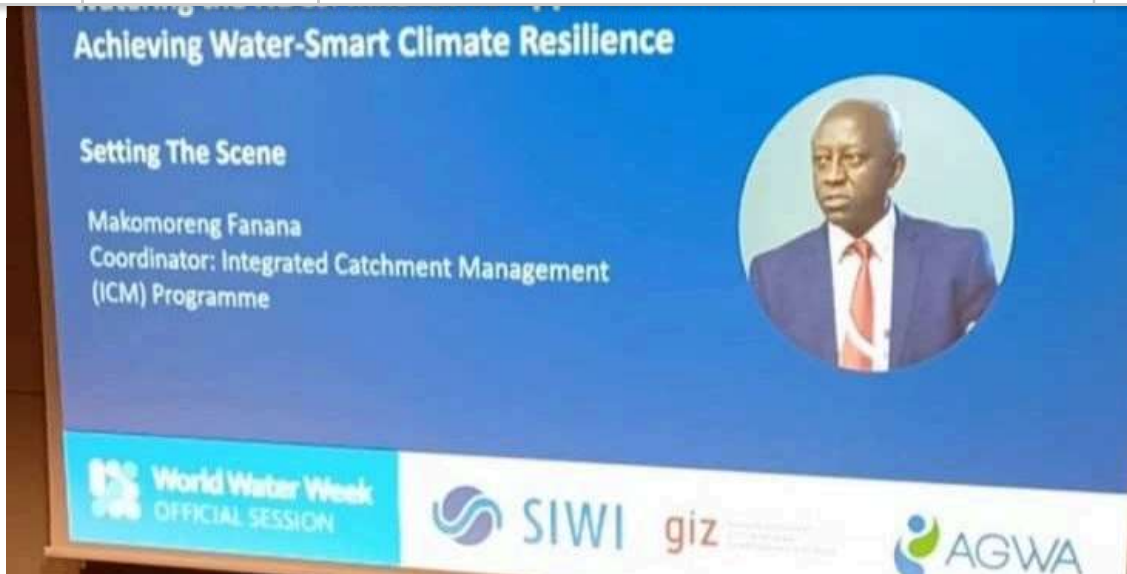 Achieving Water-Smart Climate Resilience
Setting The Scene
Makomoreng Fanana
Coordinator: Integrated Catchment Management
(ICM) Programme
World Water Week
OFFICIAL SESSION
SIWI
giz
AGWA